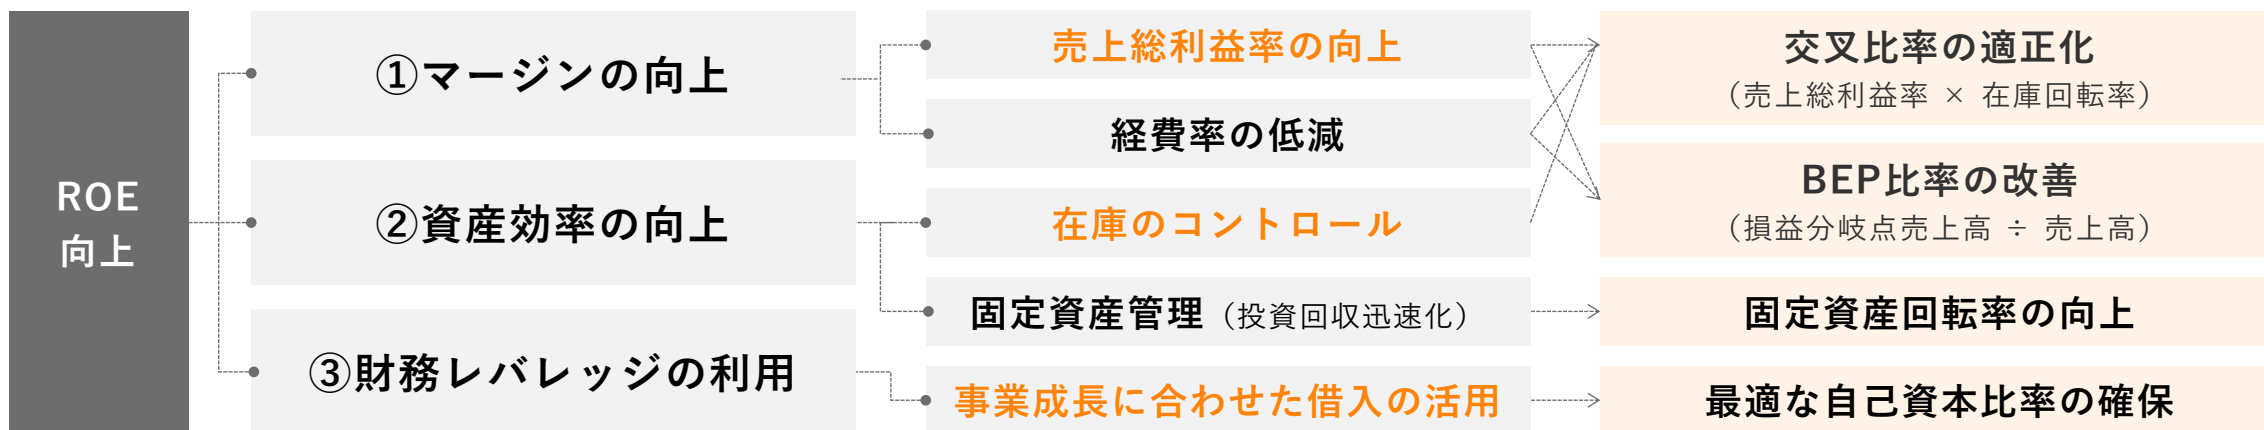 ROE
向上
①マージンの向上
②資産効率の向上
③財務レバレッジの利用
売上総利益率の向上
経費率の低減
在庫のコントロール
固定資産管理（投資回収迅速化）
事業成長に合わせた借入の活用
交叉比率の適正化
（売上総利益率 × 在庫回転率）
BEP比率の改善
（損益分岐点売上高 ÷ 売上高）
固定資産回転率の向上
最適な自己資本比率の確保